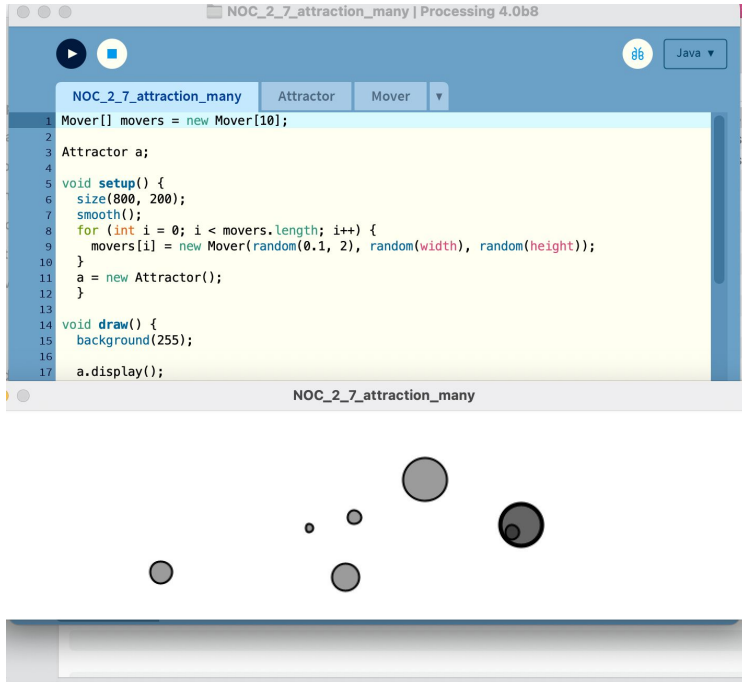 NOC_2_7_attraction_many | Processing 4.0b8
Java ▼
NOC_2_7_attraction_many Attractor Mover ▼
1 Mover[] movers = new Mover[10];
2
3 Attractor a;
4
5 void setup() {
6 size(800, 200);
7 smooth();
8 for (int i = 0; i < movers.length; i++) {
9 movers[i] = new Mover(random(0.1, 2), random(width), random(height));
10 }
11 a = new Attractor();
12 }
13
14 void draw() {
15 background(255);
16
17 a.display();
NOC_2_7_attraction_many